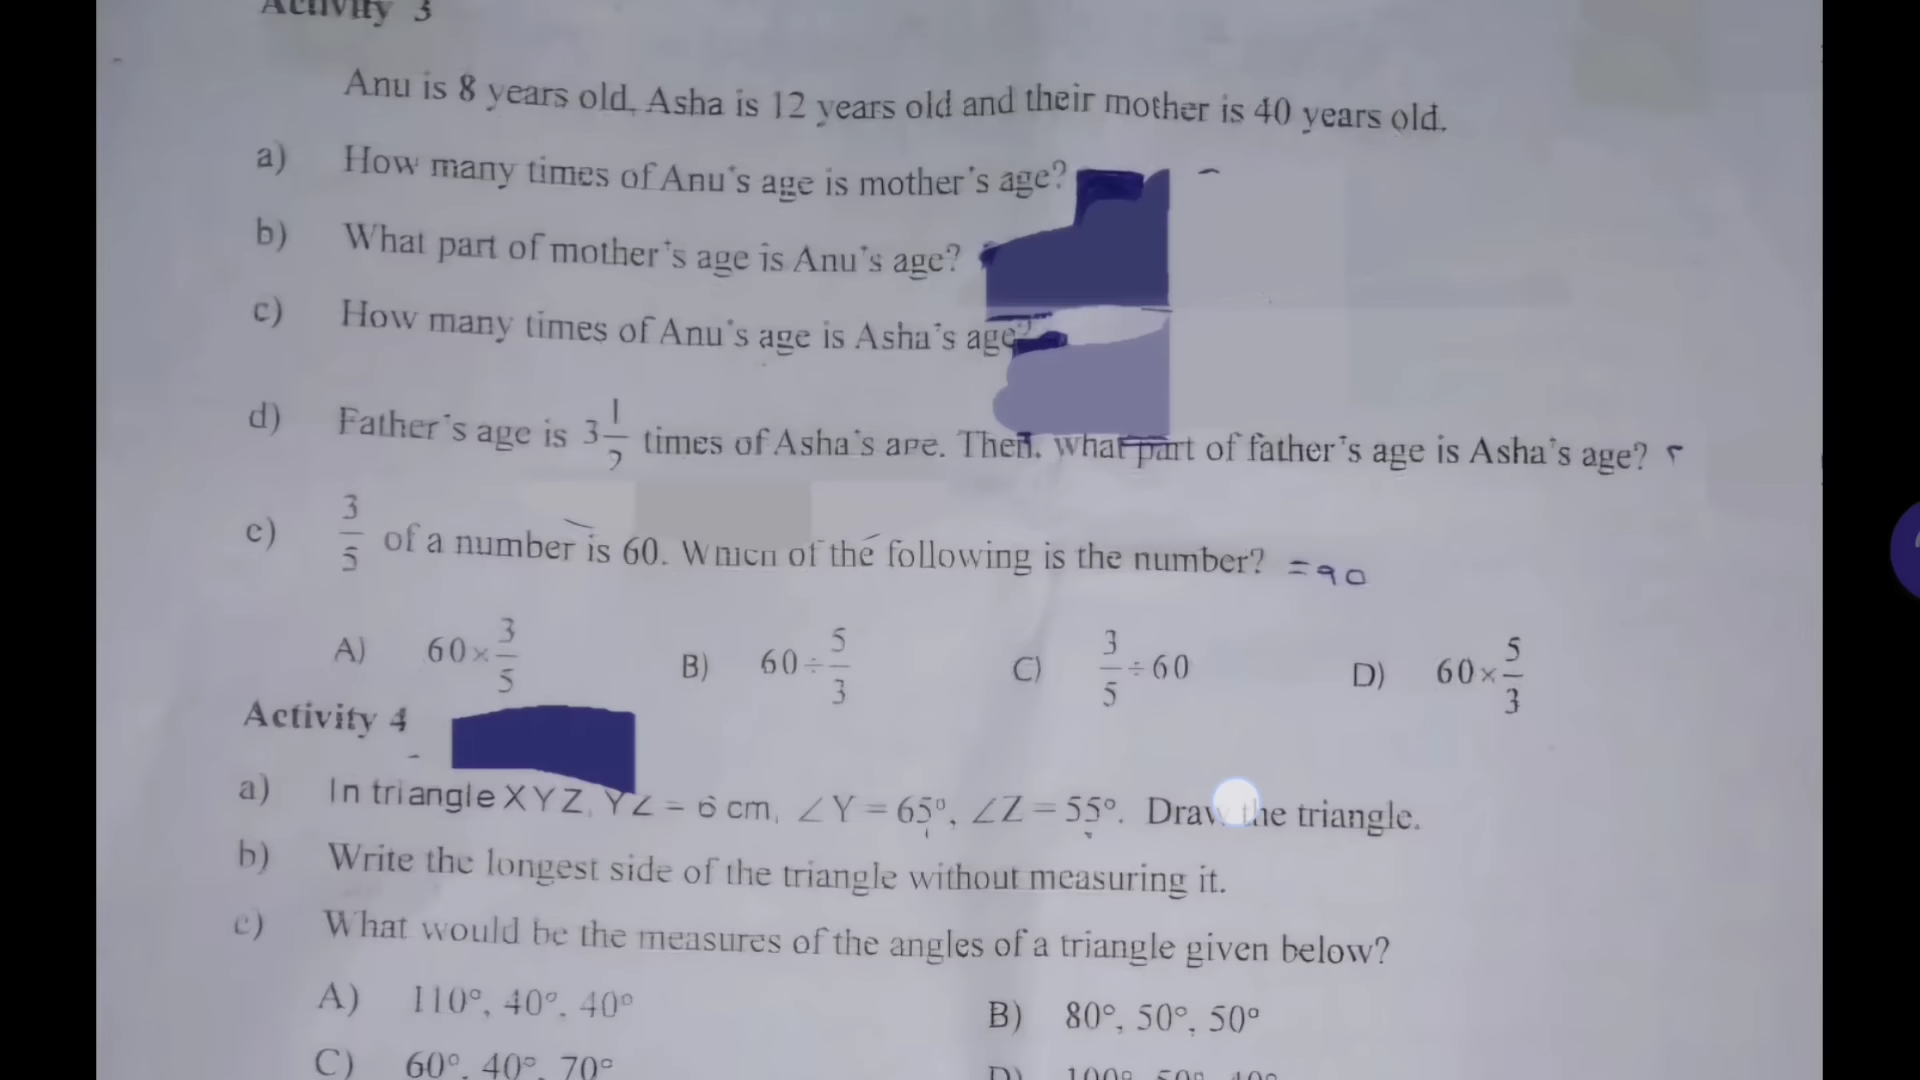 Activity 3
Anu is 8 years old, Asha is 12 years old and their mother is 40 years old.
a) How many times of Anu's age is mother's age?
b) What part of mother's age is Anu's age?
c) How many times of Anu's age is Asha's age?
d) Father's age is 3 1/2 times of Asha's age. Then, what part of father's age is Asha's age?
e) 3/5 of a number is 60. Which of the following is the number? =90
A) 60×3/5 B) 60÷5/3 C) 3/5÷60 D) 60×5/3
Activity 4
a) In triangle XYZ, YZ = 6 cm, ∠Y = 65°, ∠Z = 55°. Draw the triangle.
b) Write the longest side of the triangle without measuring it.
c) What would be the measures of the angles of a triangle given below?
A) 110°, 40°, 40° B) 80°, 50°, 50°
C) 60°, 40°, 70° D) 100°, 50°, 40°